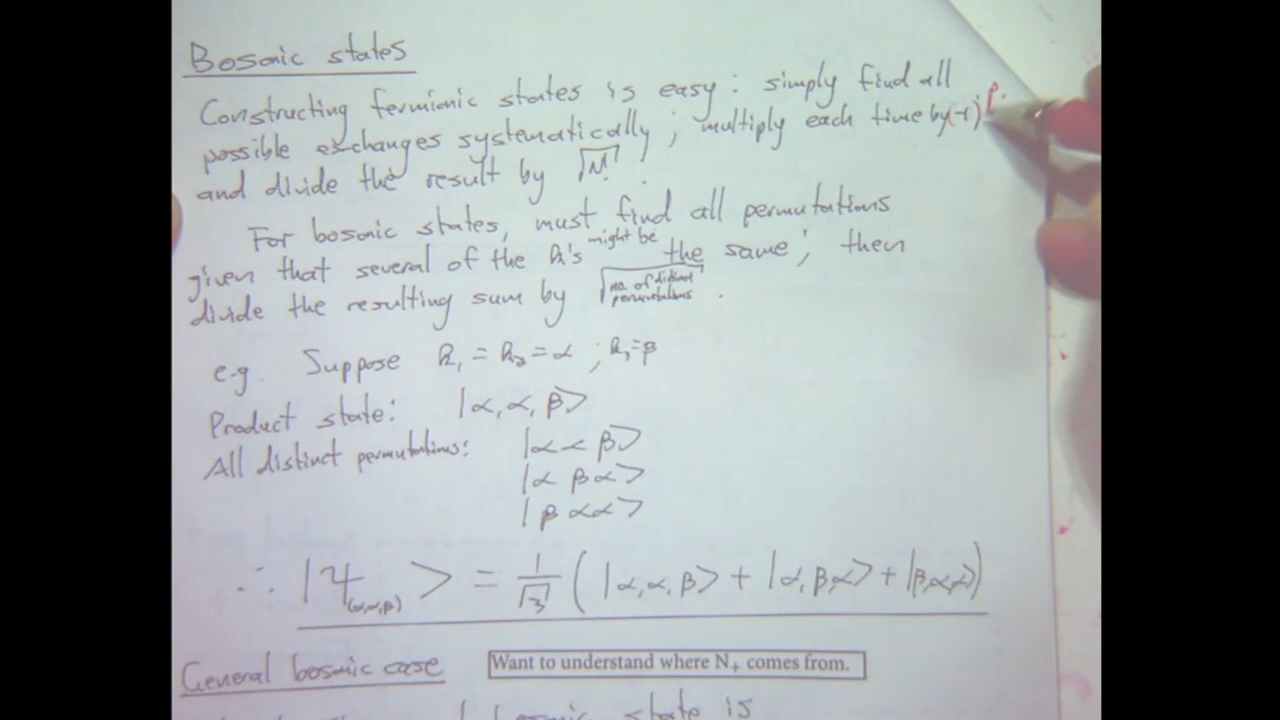 Bosonic states
Constructing fermionic states is easy : simply find all
possible exchanges systematically ; multiply each time by (-1)^P
and divide the result by √N!
For bosonic states, must find all permutations
given that several of the k's might be the same ; then
divide the resulting sum by √no. of distinct permutations .
e.g. Suppose k₁ = k₂ = α ; k₃ = β
Product state: |α, α, β>
All distinct permutations: |α α β>
|α β α>
|β α α>
∴ |Ψ(α,α,β)> = 1/√3 ( |α, α, β> + |α, β, α> + |β, α, α> )
General bosonic case Want to understand where N₊ comes from.
bosonic state is